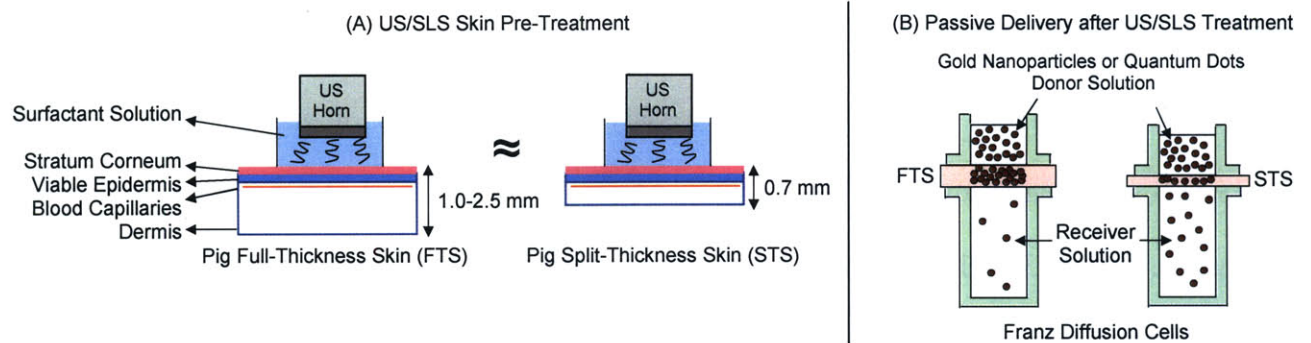 (A) US/SLS Skin Pre-Treatment
US
Horn
US
Horn
Surfactant Solution
Stratum Corneum
Viable Epidermis
Blood Capillaries
Dermis
≈
1.0-2.5 mm
0.7 mm
Pig Full-Thickness Skin (FTS)
Pig Split-Thickness Skin (STS)
(B) Passive Delivery after US/SLS Treatment
Gold Nanoparticles or Quantum Dots
Donor Solution
FTS
STS
Receiver
Solution
Franz Diffusion Cells